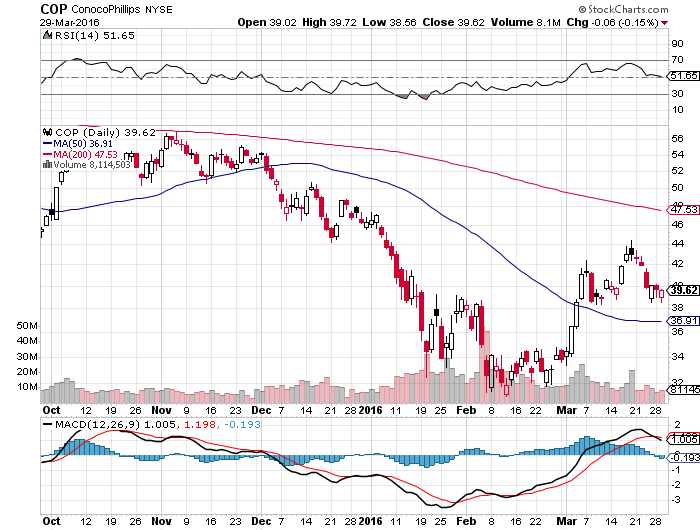 COP ConocoPhillips NYSE © StockCharts.com
29-Mar-2016 Open 39.02 High 39.72 Low 38.56 Close 39.62 Volume 8.1M Chg -0.06 (-0.15%)
RSI(14) 51.65
90
70
51.65
30
10
COP (Daily) 39.62
MA(50) 36.91
MA(200) 47.53
Volume 8,114,503
56
54
52
50
48
47.53
46
44
42
40
39.62
38
36.91
36
34
32
50M
40M
30M
20M
10M
81145
Oct 12 19 26 Nov 9 16 23 Dec 7 14 21 28 2016 11 19 25 Feb 8 16 22 Mar 7 14 21 28
MACD(12,26,9) 1.005, 1.198, -0.193
2
1.005
-0.193
-1
-2
-3
Oct 12 19 26 Nov 9 16 23 Dec 7 14 21 28 2016 11 19 25 Feb 8 16 22 Mar 7 14 21 28